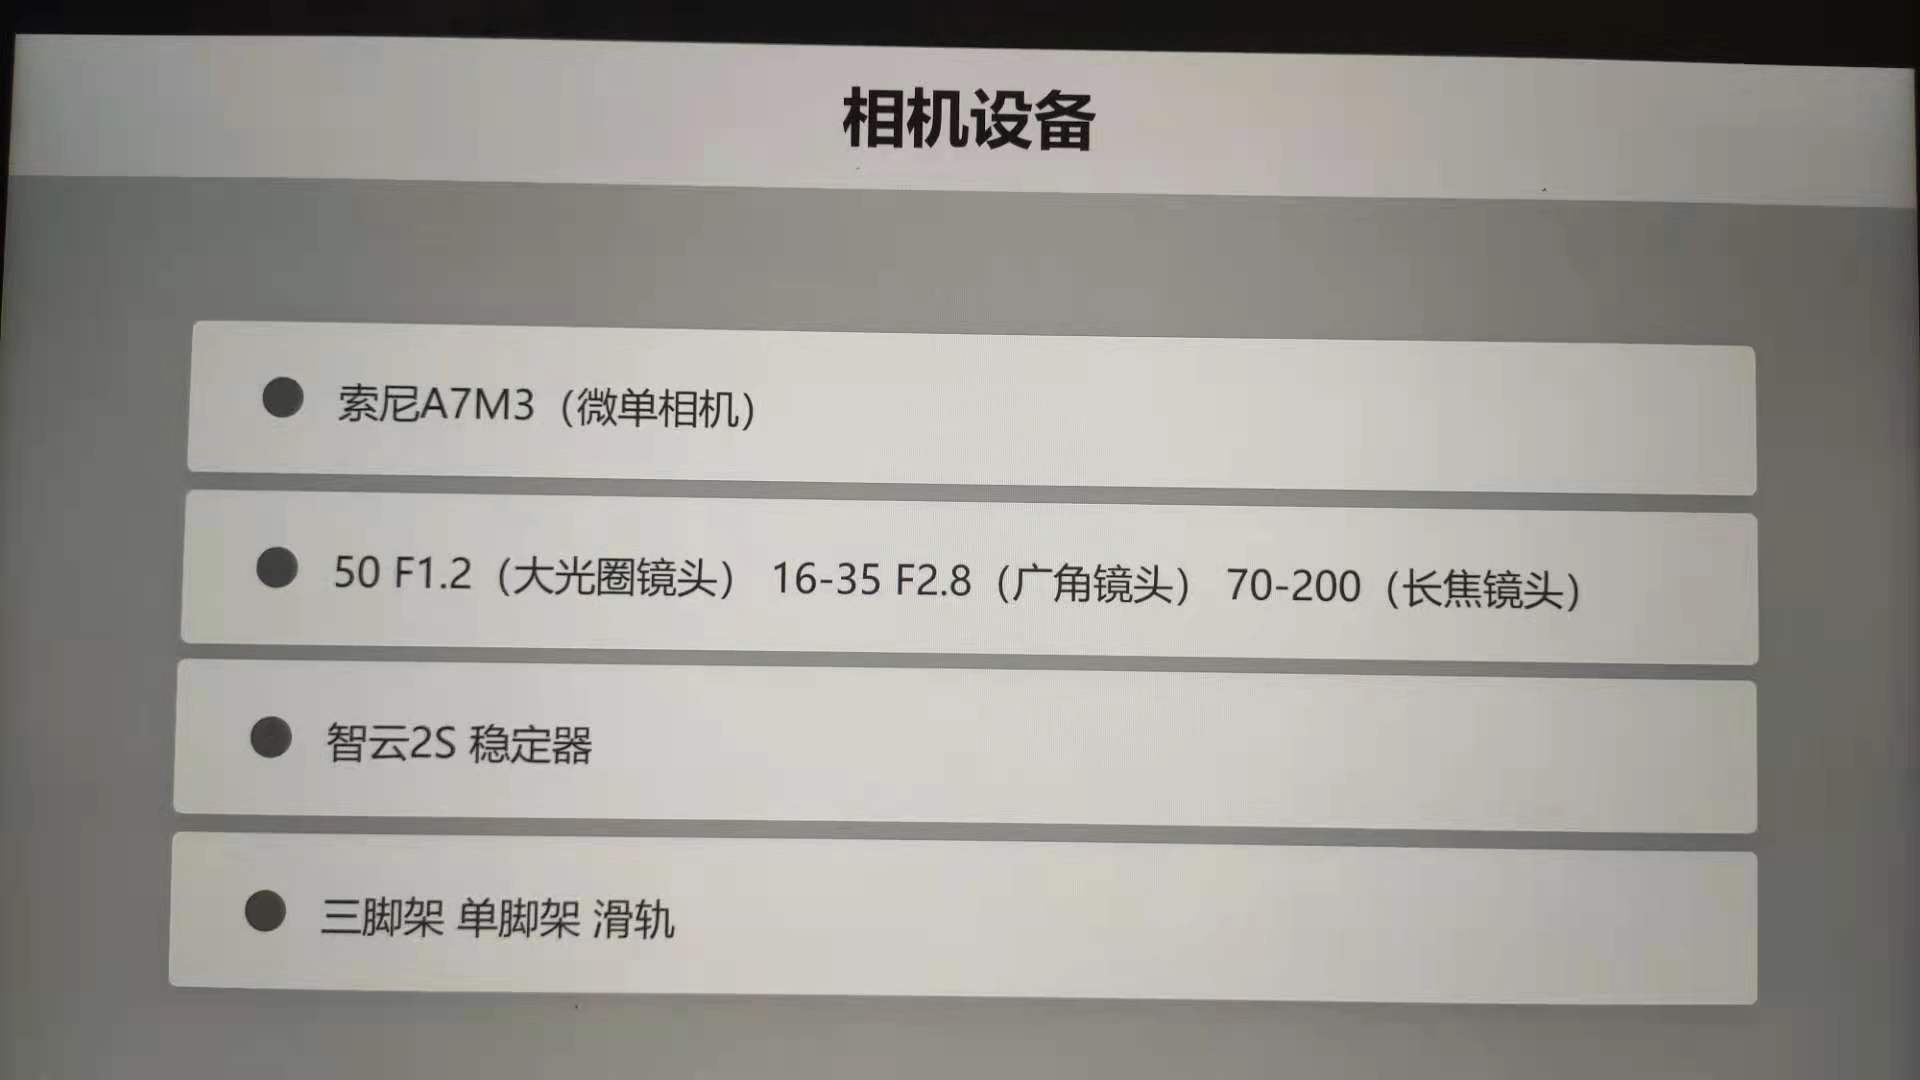 相机设备
索尼A7M3（微单相机）
50 F1.2（大光圈镜头） 16-35 F2.8（广角镜头） 70-200（长焦镜头）
智云2S 稳定器
三脚架 单脚架 滑轨